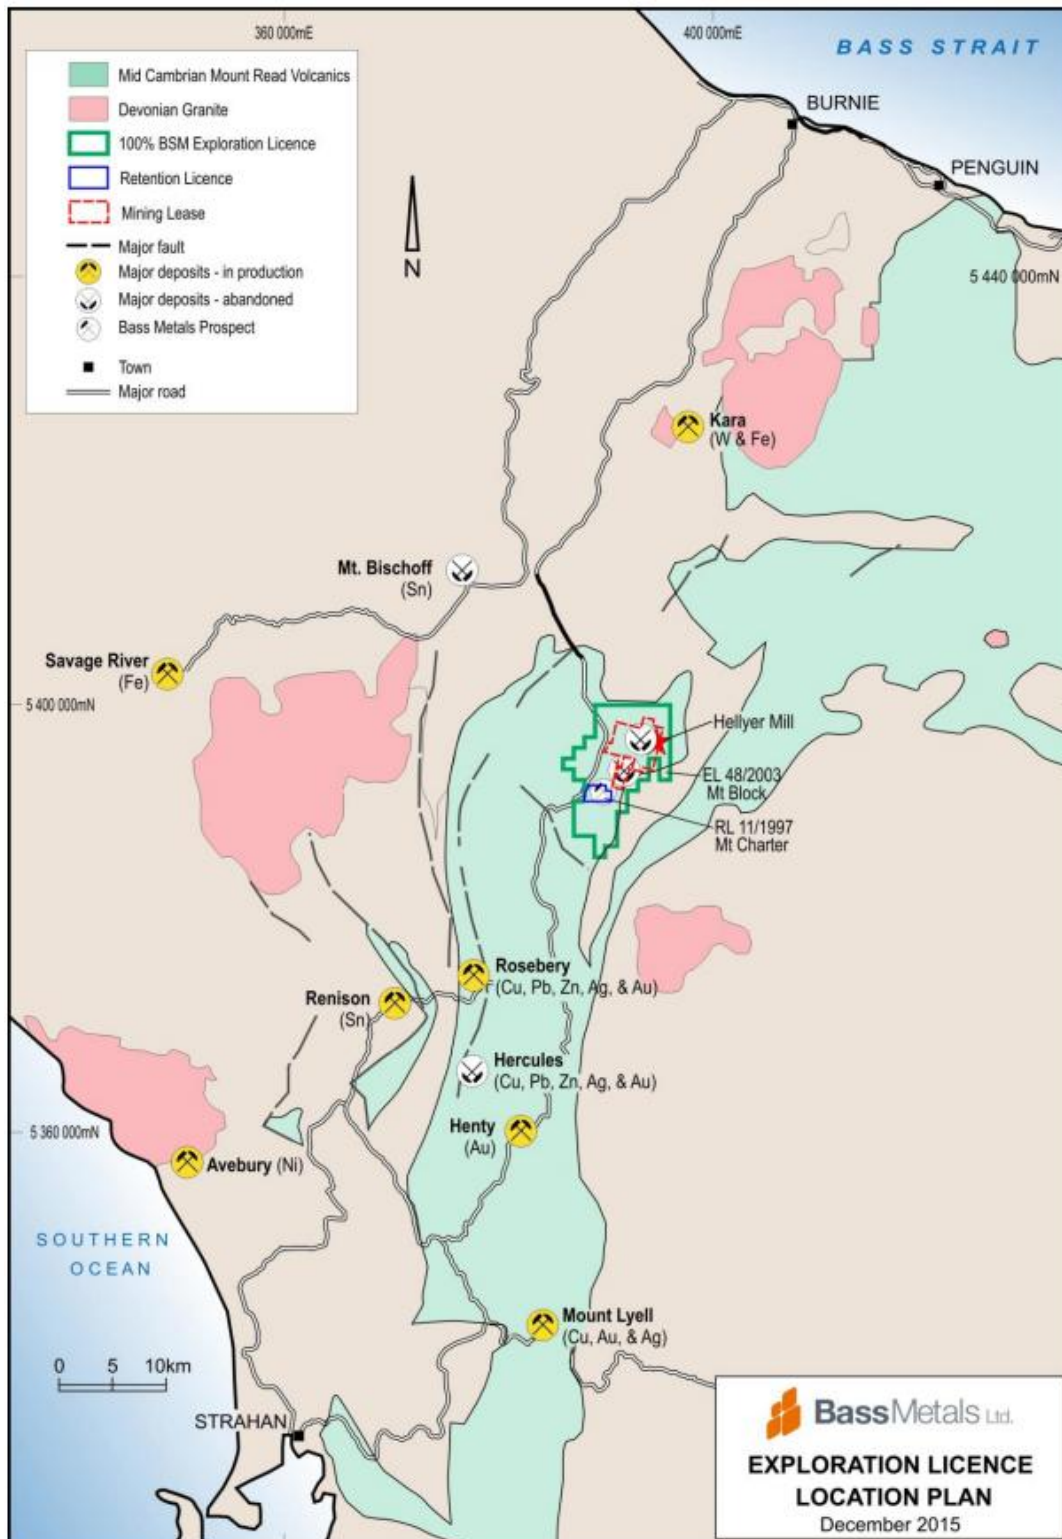 360 000mE
400 000mE
BASS STRAIT
Mid Cambrian Mount Read Volcanics
Devonian Granite
100% BSM Exploration Licence
Retention Licence
Mining Lease
Major fault
Major deposits - in production
Major deposits - abandoned
Bass Metals Prospect
Town
Major road
N
BURNIE
PENGUIN
5 440 000mN
Kara
(W & Fe)
Mt. Bischoff
(Sn)
Savage River
(Fe)
5 400 000mN
Hellyer Mill
EL 48/2003
Mt Block
RL 11/1997
Mt Charter
Rosebery
(Cu, Pb, Zn, Ag, & Au)
Renison
(Sn)
Hercules
(Cu, Pb, Zn, Ag, & Au)
5 360 000mN
Henty
(Au)
Avebury (Ni)
SOUTHERN
OCEAN
Mount Lyell
(Cu, Au, & Ag)
0 5 10km
STRAHAN
BassMetals Ltd.
EXPLORATION LICENCE
LOCATION PLAN
December 2015